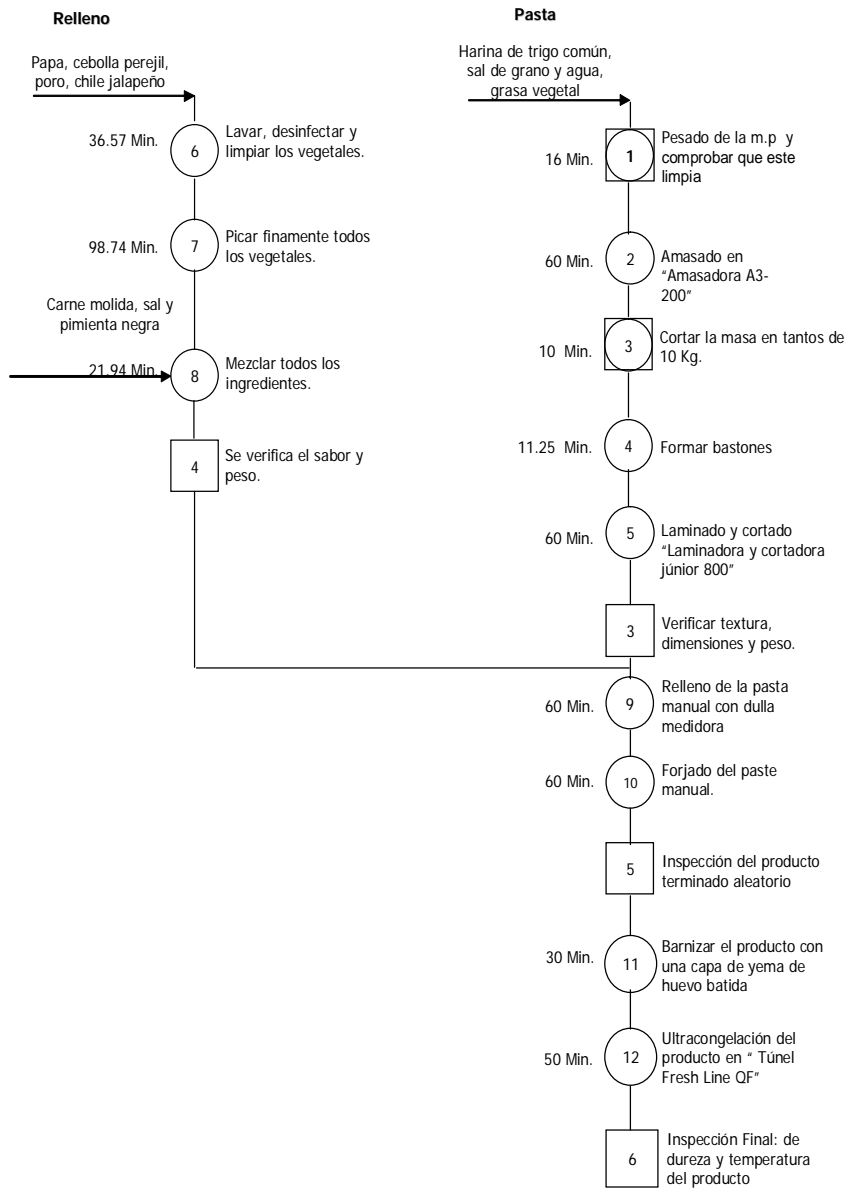 Relleno
Papa, cebolla perejil,
poro, chile jalapeño
36.57 Min.
6
Lavar, desinfectar y
limpiar los vegetales.
98.74 Min.
7
Picar finamente todos
los vegetales.
Carne molida, sal y
pimienta negra
21.94 Min.
8
Mezclar todos los
ingredientes.
4
Se verifica el sabor y
peso.
Pasta
Harina de trigo común,
sal de grano y agua,
grasa vegetal
16 Min.
1
Pesado de la m.p y
comprobar que este
limpia
60 Min.
2
Amasado en
“Amasadora A3-
200”
10 Min.
3
Cortar la masa en tantos de
10 Kg.
11.25 Min.
4
Formar bastones
60 Min.
5
Laminado y cortado
“Laminadora y cortadora
júnior 800”
3
Verificar textura,
dimensiones y peso.
60 Min.
9
Relleno de la pasta
manual con dulla
medidora
60 Min.
10
Forjado del paste
manual.
5
Inspección del producto
terminado aleatorio
30 Min.
11
Barnizar el producto con
una capa de yema de
huevo batida
50 Min.
12
Ultracongelación del
producto en “ Túnel
Fresh Line QF”
6
Inspección Final: de
dureza y temperatura
del producto